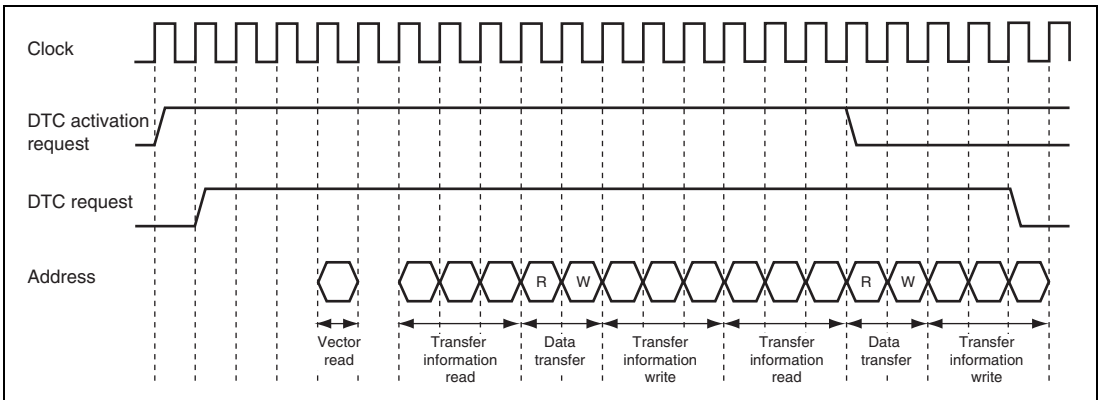 Clock
DTC activation
request
DTC request
Address
R W R W
Vector
read
Transfer
information
read
Data
transfer
Transfer
information
write
Transfer
information
read
Data
transfer
Transfer
information
write